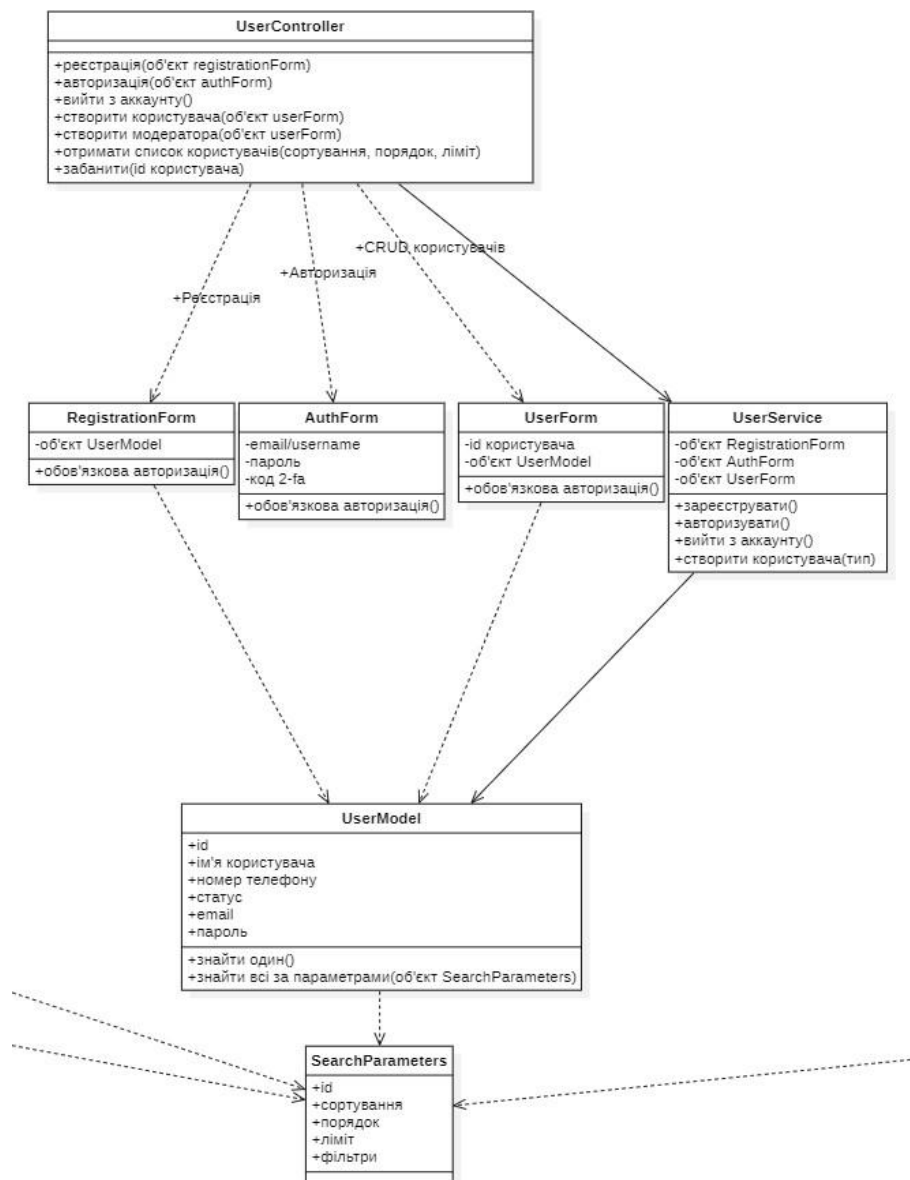 UserController
+реєстрація(об'єкт registrationForm)
+авторизація(об'єкт authForm)
+вийти з аккаунту()
+створити користувача(об'єкт userForm)
+створити модератора(об'єкт userForm)
+отримати список користувачів(сортування, порядок, ліміт)
+забанити(id користувача)
+CRUD користувачів
+Авторизація
+Реєстрація
RegistrationForm
-об'єкт UserModel
+обов'язкова авторизація()
AuthForm
-email/username
-пароль
-код 2-fa
+обов'язкова авторизація()
UserForm
-id користувача
-об'єкт UserModel
+обов'язкова авторизація()
UserService
-об'єкт RegistrationForm
-об'єкт AuthForm
-об'єкт UserForm
+зареєструвати()
+авторизувати()
+вийти з аккаунту()
+створити користувача(тип)
UserModel
+id
+ім'я користувача
+номер телефону
+статус
+email
+пароль
+знайти один()
+знайти всі за параметрами(об'єкт SearchParameters)
SearchParameters
+id
+сортування
+порядок
+ліміт
+фільтри